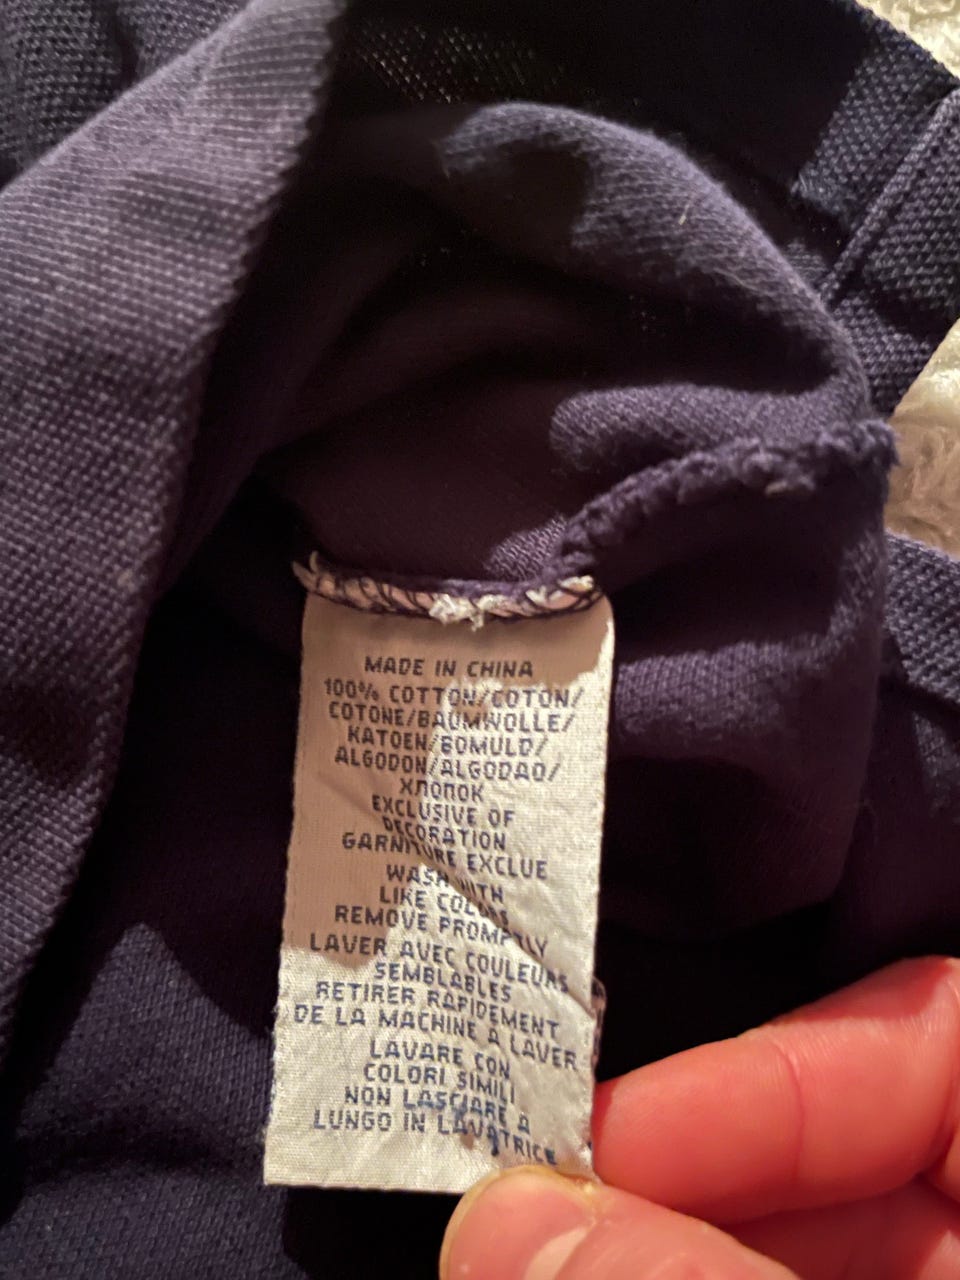 MADE IN CHINA
100% COTTON/COTON/
COTONE/BAUMWOLLE/
KATOEN/BOMULD/
ALGODON/ALGODAO/
ХЛОПОК
EXCLUSIVE OF
DECORATION
GARNITURE EXCLUE
WASH WITH
LIKE COLORS
REMOVE PROMPTLY
LAVER AVEC COULEURS
SEMBLABLES
RETIRER RAPIDEMENT
DE LA MACHINE A LAVER
LAVARE CON
COLORI SIMILI
NON LASCIARE A
LUNGO IN LAVATRICE